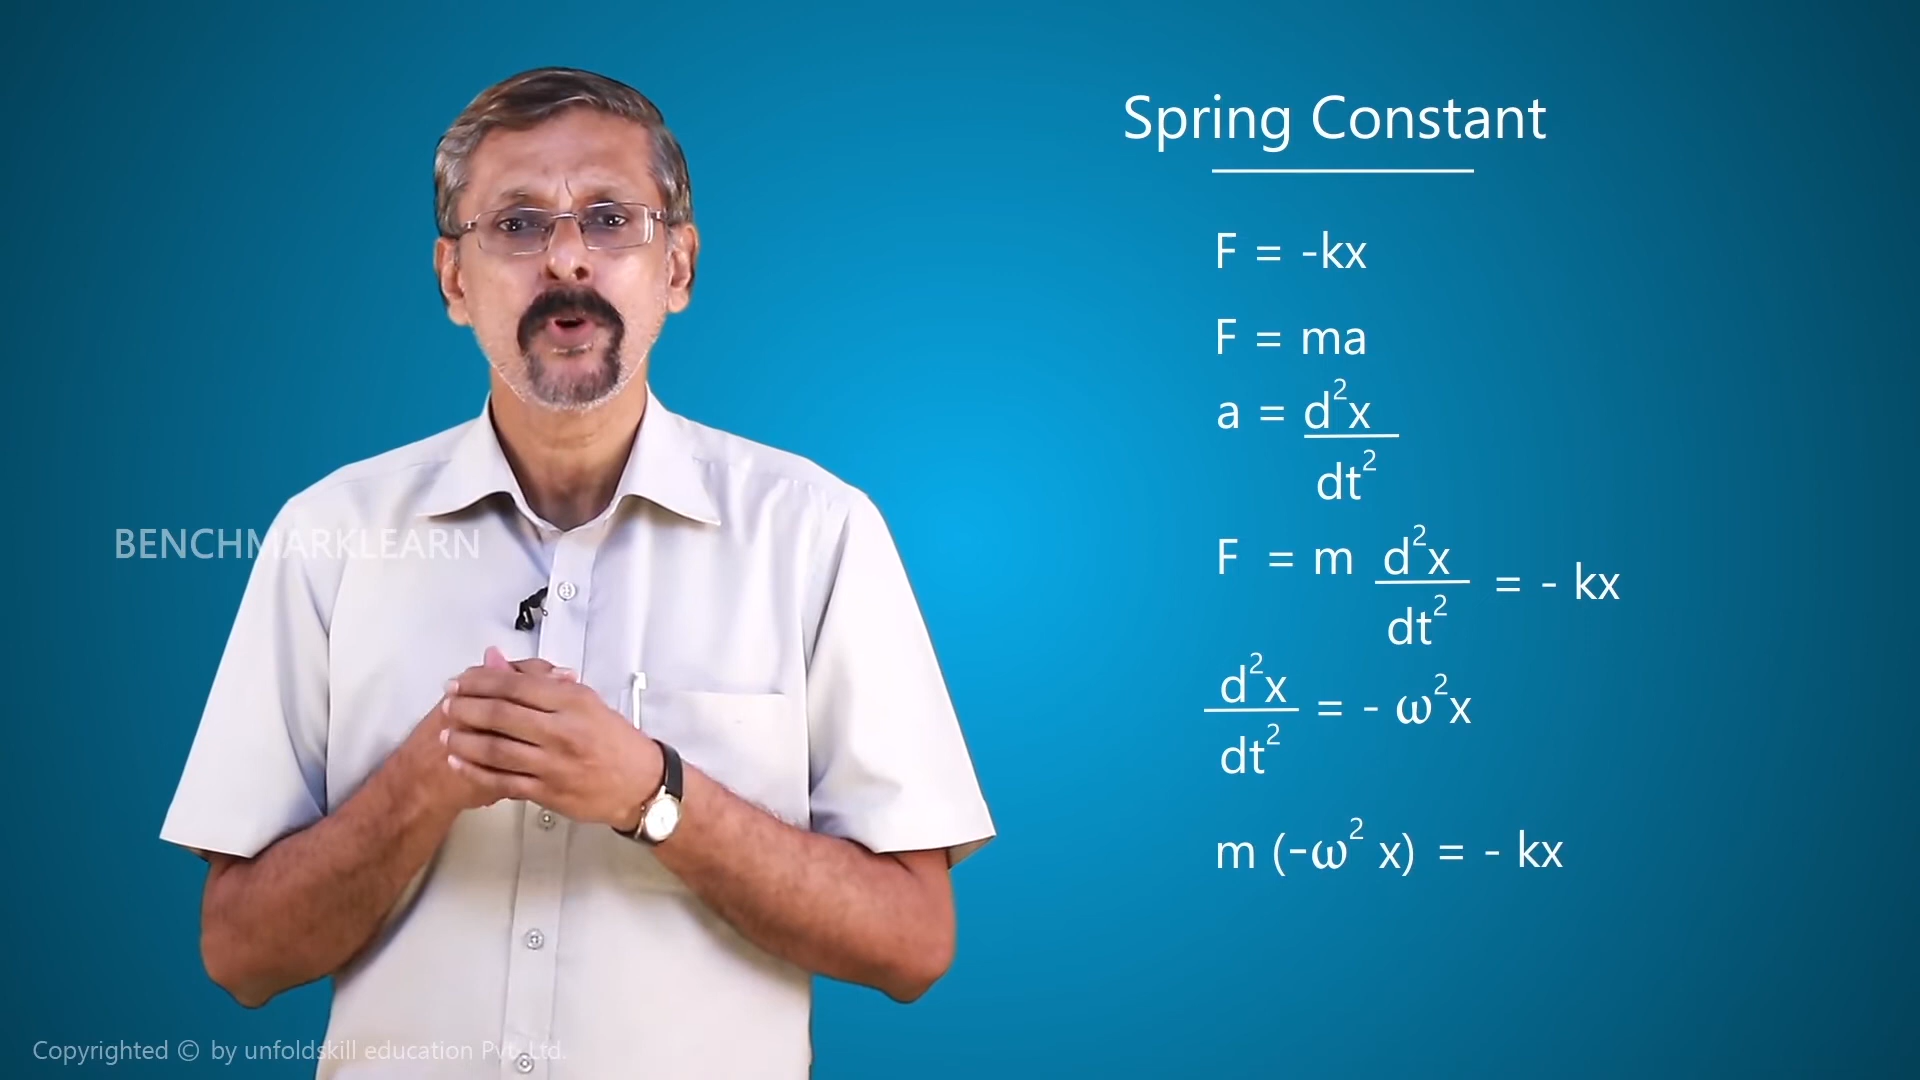 Spring Constant
F = -kx
F = ma
a = d²x
dt²
F = m d²x = - kx
dt²
d²x = - ω²x
dt²
m (-ω² x) = - kx
BENCHMARKLEARN
Copyrighted © by unfoldskill education Pvt. Ltd.